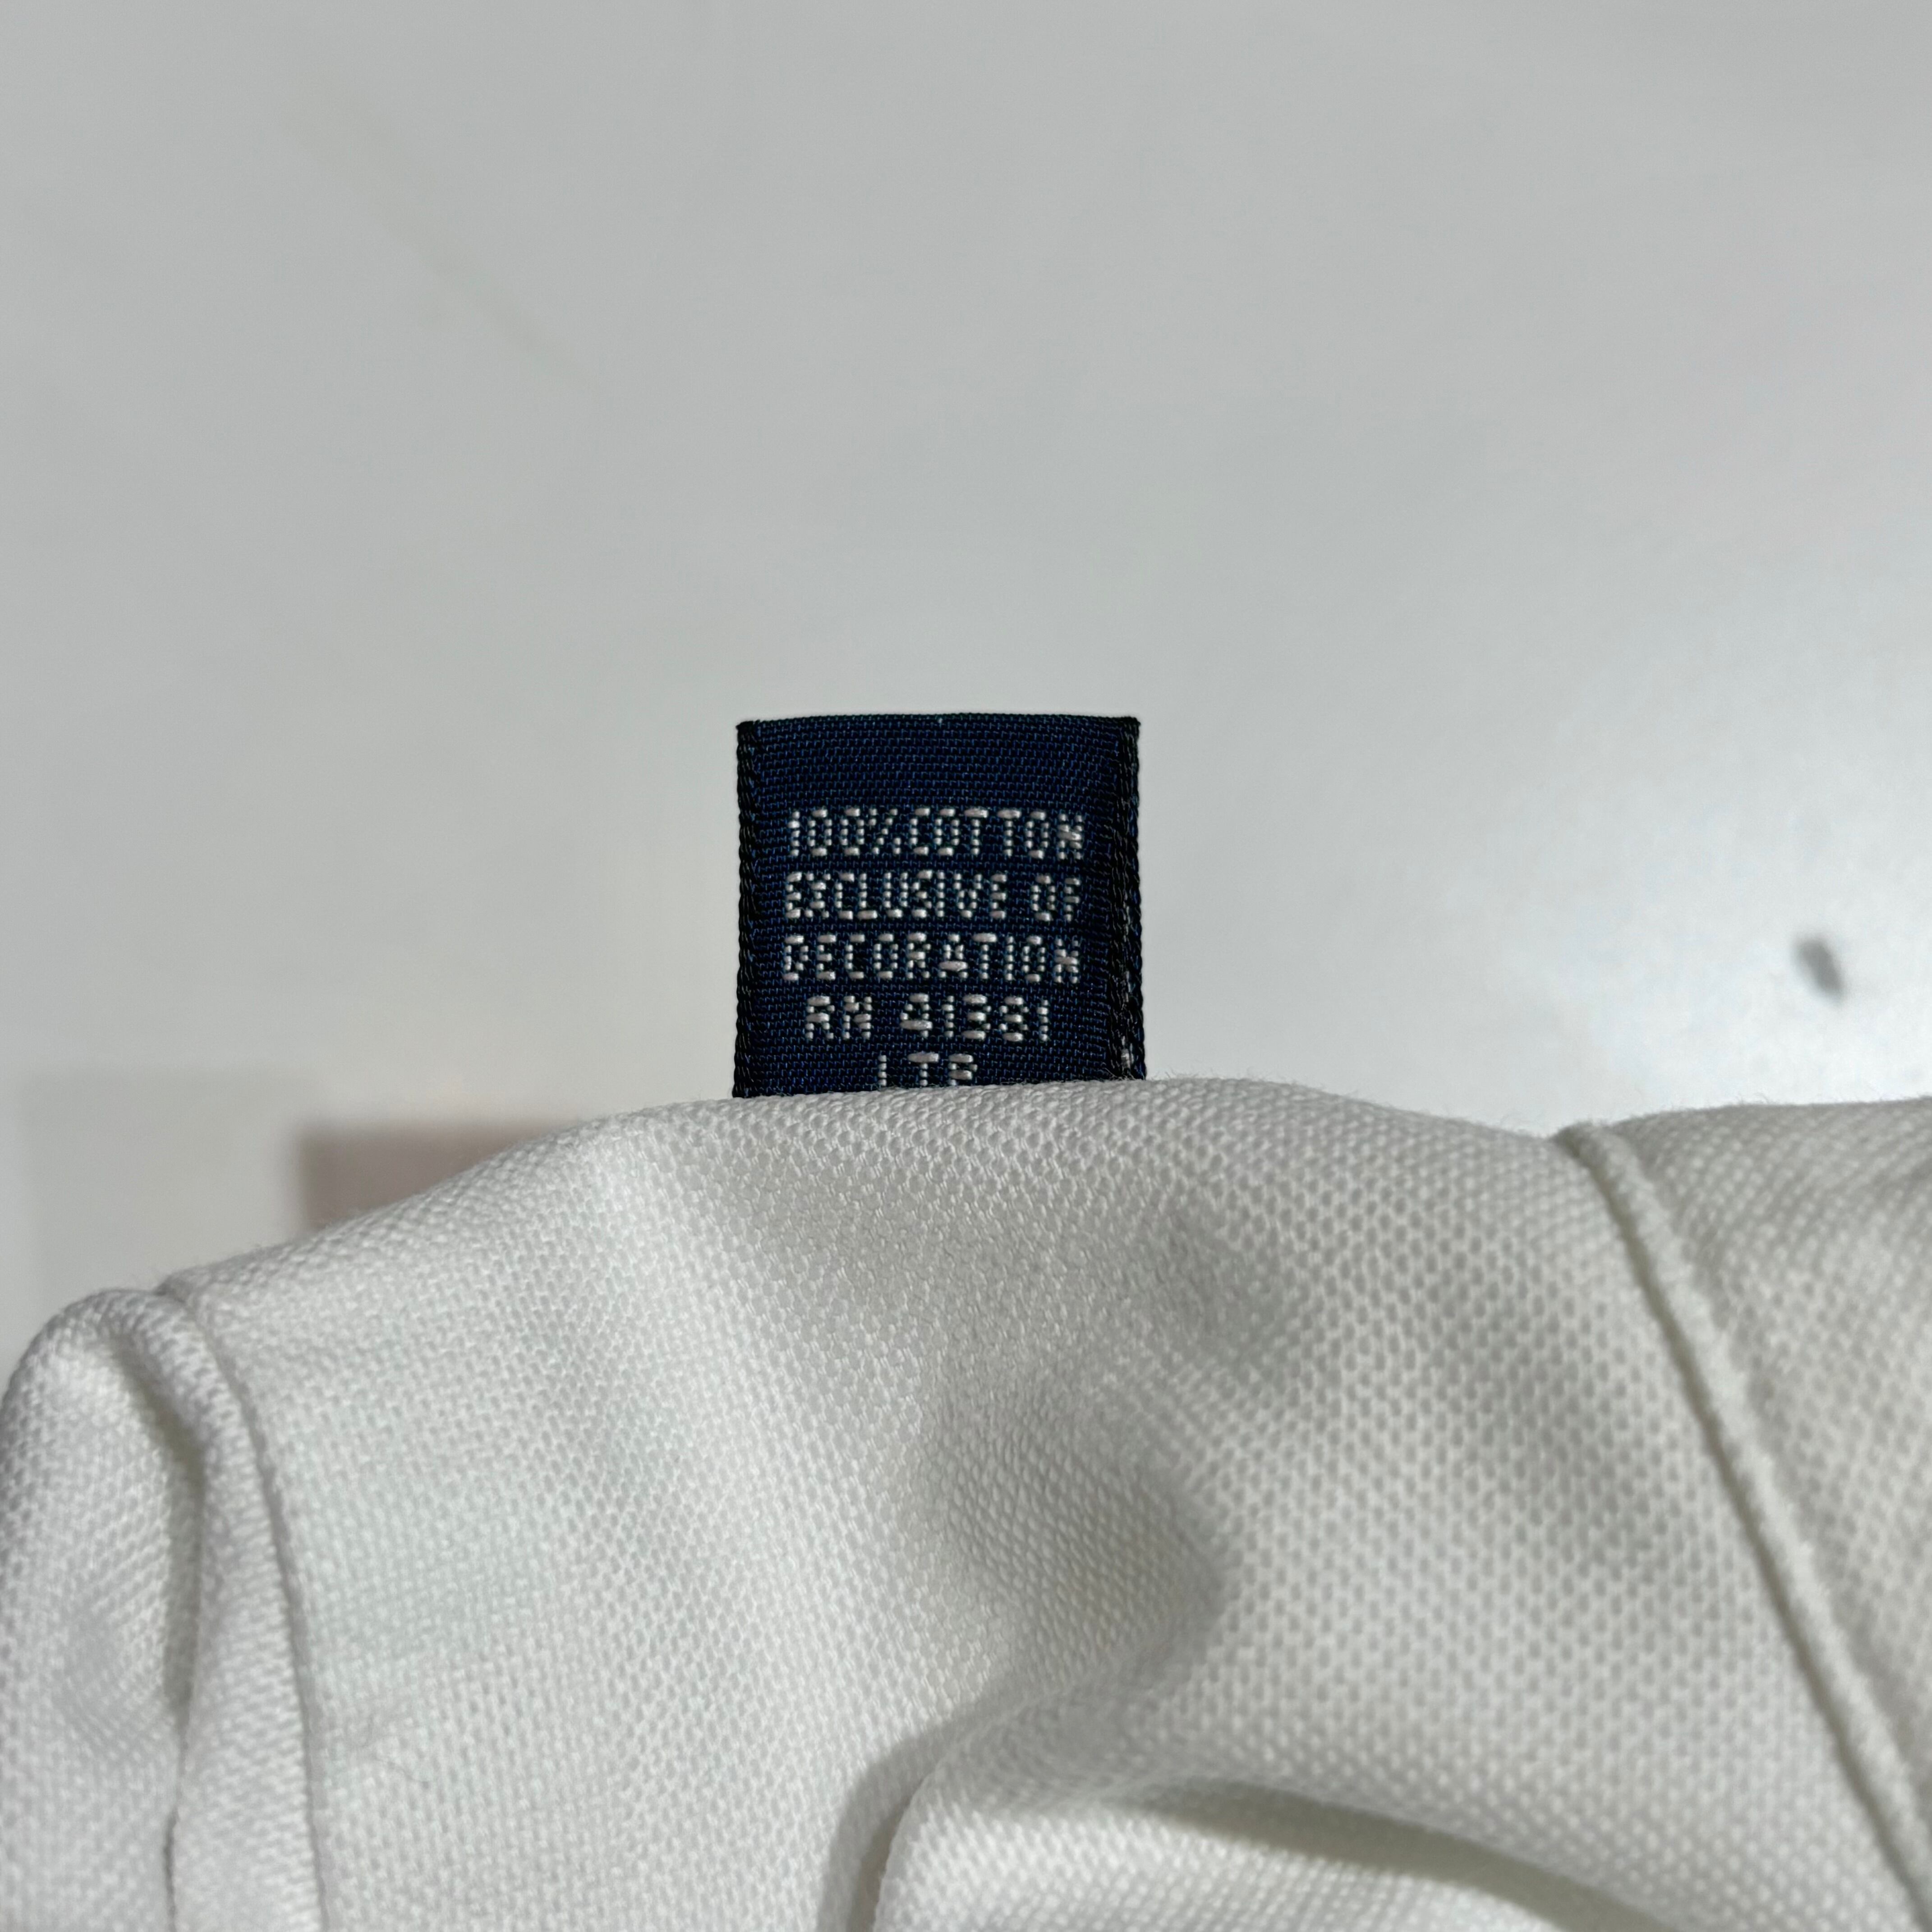 100% COTTON
EXCLUSIVE OF
DECORATION
RN 41381